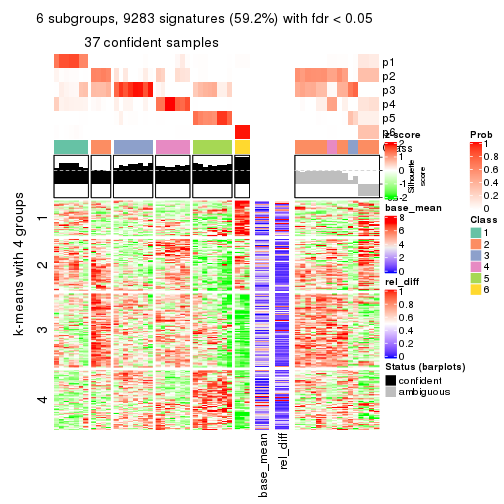 6 subgroups, 9283 signatures (59.2%) with fdr < 0.05
37 confident samples
p1
p2
p3
p4
p5
p6
Class
z-score
2
1
0
-1
-2
Silhouette score
Prob
1
0.8
0.6
0.4
0.2
0
base_mean
8
6
4
2
0
Class
1
2
3
4
5
6
rel_diff
1
0.8
0.6
0.4
0.2
0
Status (barplots)
confident
ambiguous
k-means with 4 groups
1
2
3
4
base_mean
rel_diff